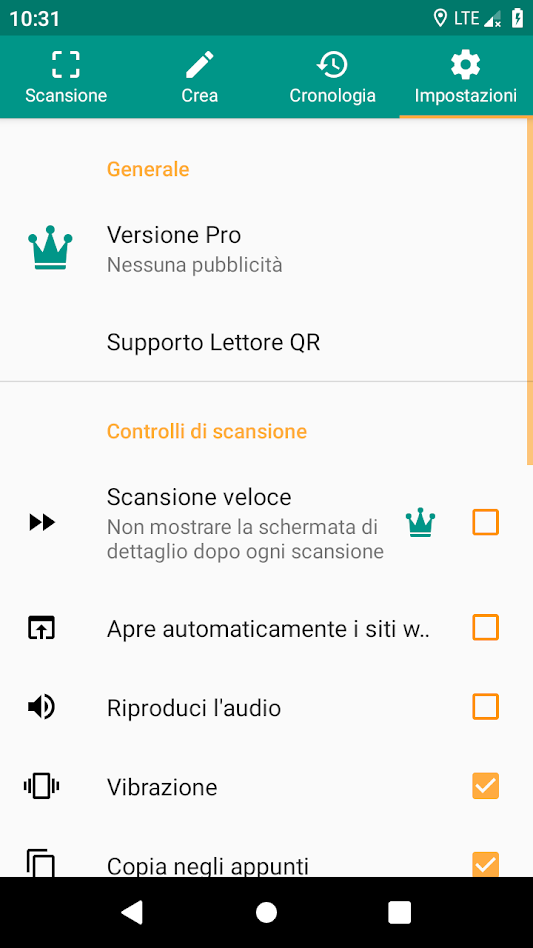 10:31
LTE
Scansione
Crea
Cronologia
Impostazioni
Generale
Versione Pro
Nessuna pubblicità
Supporto Lettore QR
Controlli di scansione
Scansione veloce
Non mostrare la schermata di
dettaglio dopo ogni scansione
Apre automaticamente i siti w..
Riproduci l'audio
Vibrazione
Copia negli appunti